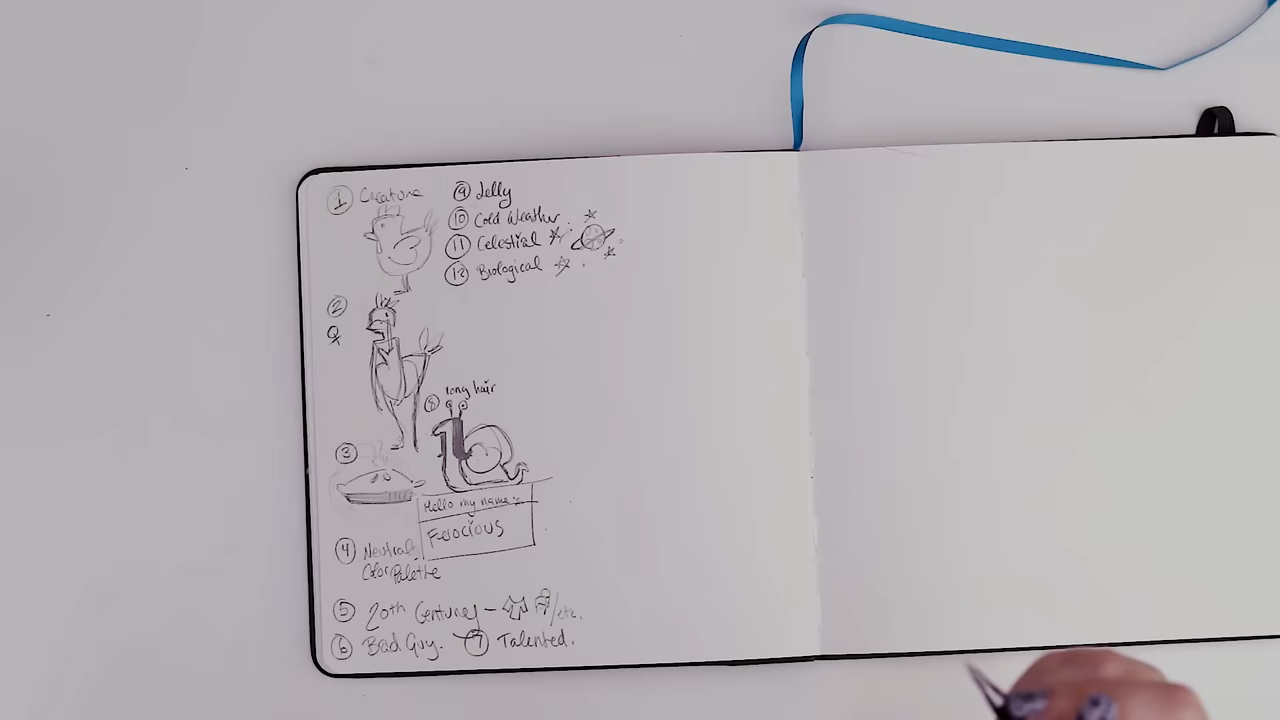 ① Creature
②
③
④ Neutral
Color Palette
⑤ 20th Century - /etc.
⑥ Bad Guy.
⑦ Talented.
⑧ long hair
Hello my name is
Ferocious
⑨ Jelly
⑩ Cold Weather
⑪ Celestial
⑫ Biological